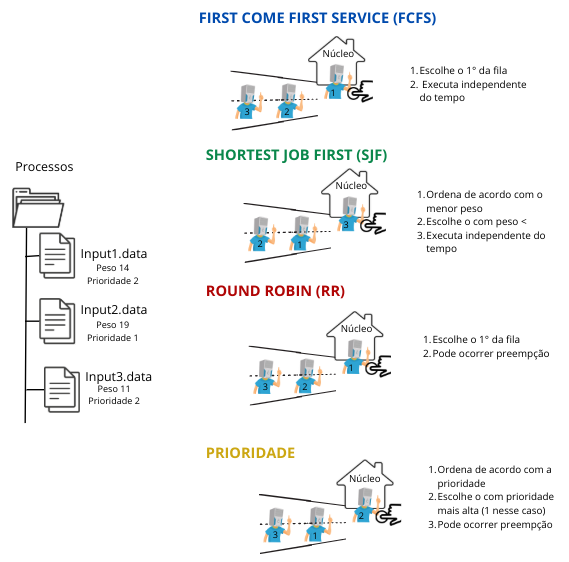 FIRST COME FIRST SERVICE (FCFS)
Núcleo
1
2
3
1. Escolhe o 1º da fila
2. Executa independente
do tempo
Processos
Input1.data
Peso 14
Prioridade 2
Input2.data
Peso 19
Prioridade 1
Input3.data
Peso 11
Prioridade 2
SHORTEST JOB FIRST (SJF)
Núcleo
3
2
1
1. Ordena de acordo com o
menor peso
2. Escolhe o com peso <
3. Executa independente do
tempo
ROUND ROBIN (RR)
Núcleo
1
3
2
1. Escolhe o 1º da fila
2. Pode ocorrer preempção
PRIORIDADE
Núcleo
2
3
1
1. Ordena de acordo com a
prioridade
2. Escolhe o com prioridade
mais alta (1 nesse caso)
3. Pode ocorrer preempção